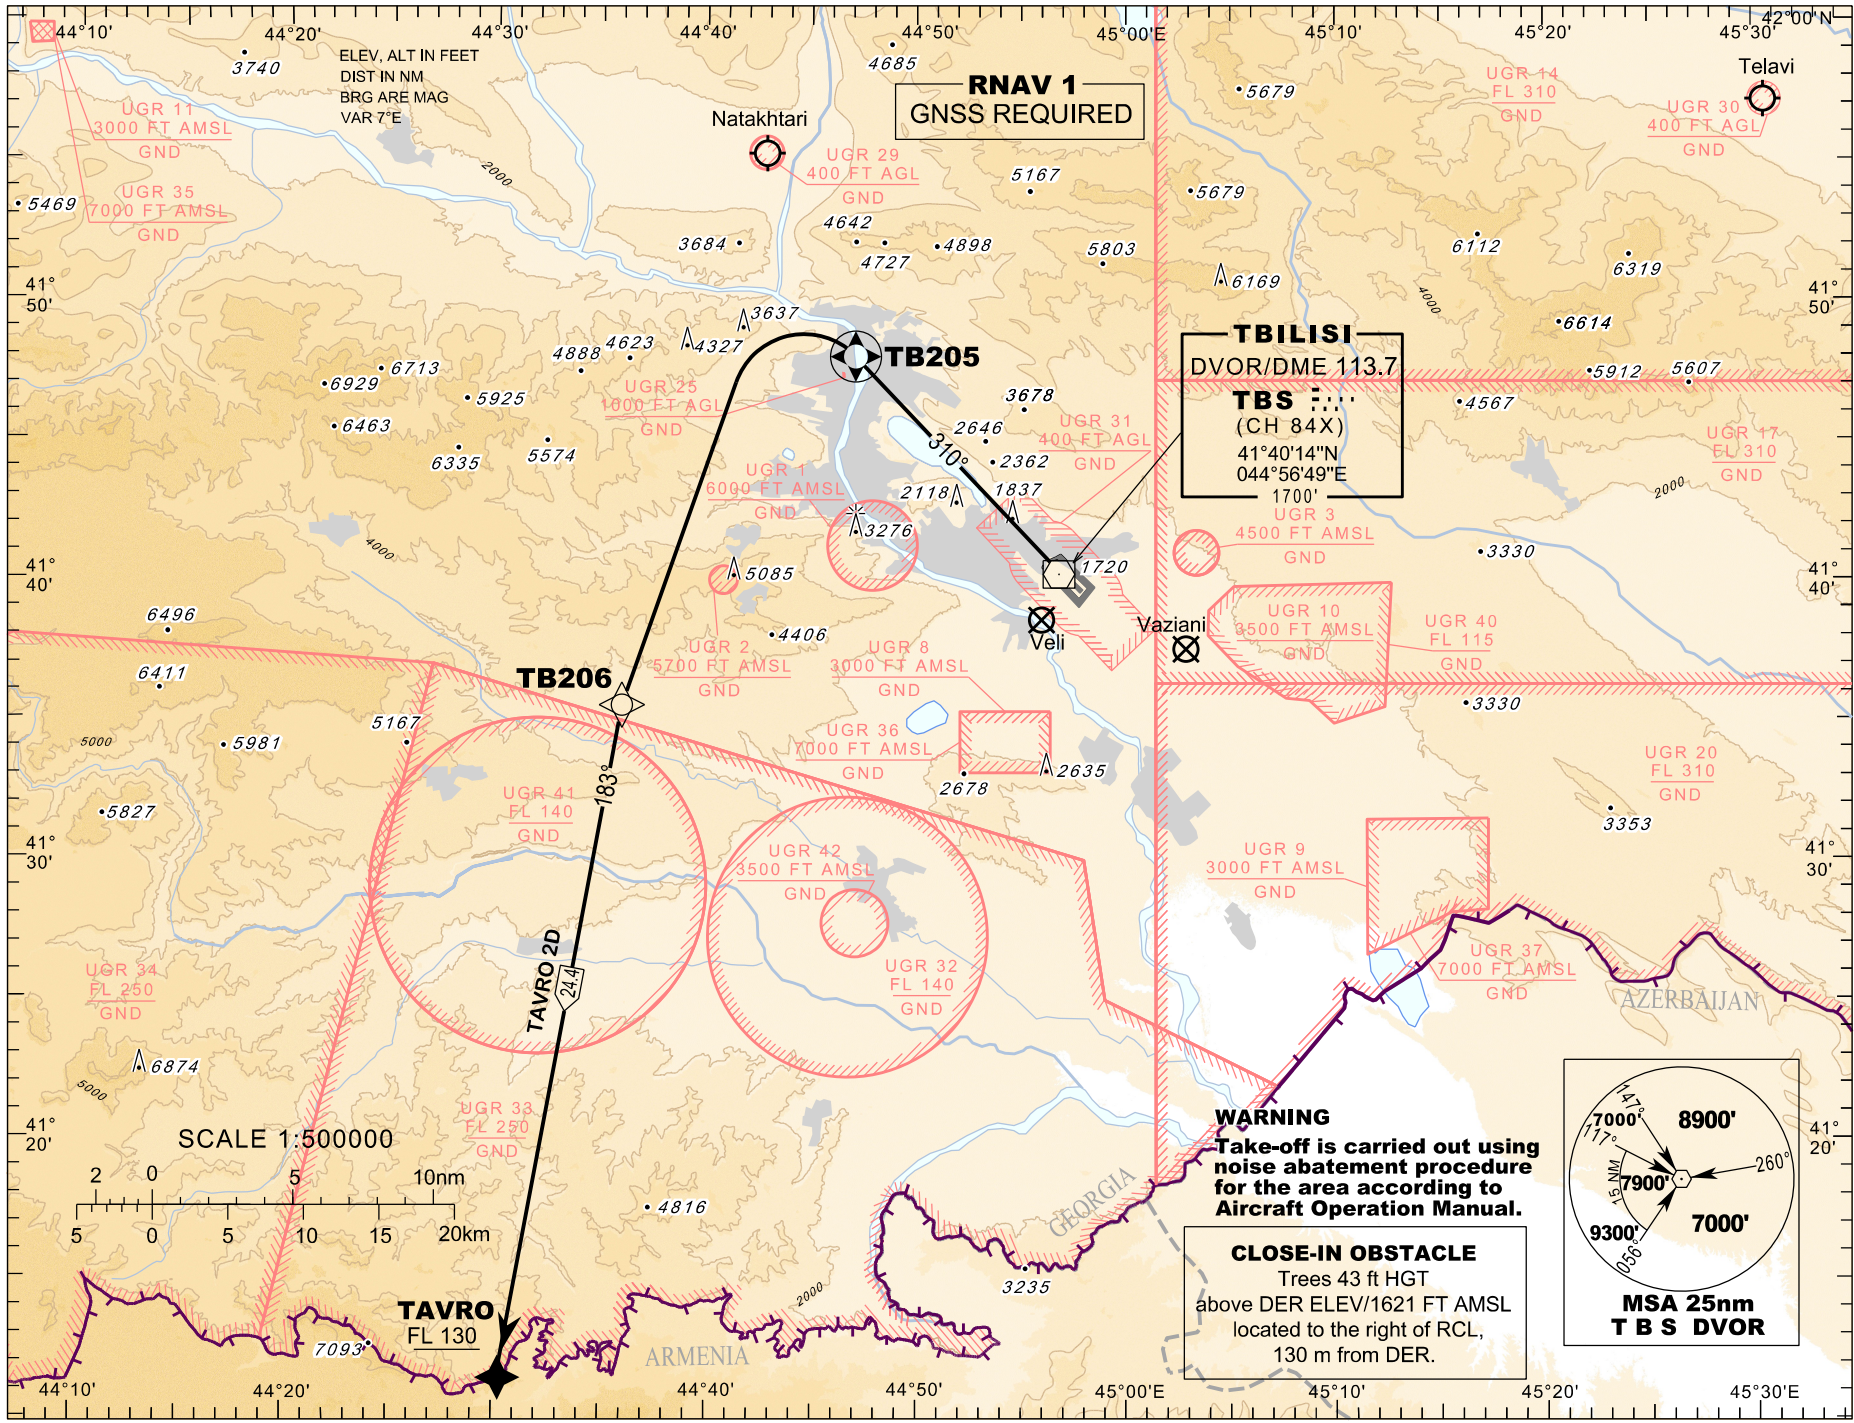 44°10'
44°20'
44°30'
44°40'
44°50'
45°00'E
45°10'
45°20'
45°30'
42°00'N
ELEV, ALT IN FEET
DIST IN NM
BRG ARE MAG
VAR 7°E
RNAV 1
GNSS REQUIRED
3740
4685
5679
UGR 14
FL 310
GND
Telavi
UGR 30
400 FT AGL
GND
UGR 11
3000 FT AMSL
GND
UGR 35
7000 FT AMSL
GND
5469
2000
Natakhtari
UGR 29
400 FT AGL
GND
5167
5679
3684
4642
4727
4898
5803
6169
6112
6319
4000
6614
41°
50'
41°
50'
3637
4327
4623
4888
6713
6929
5925
6463
6335
5574
TB205
UGR 25
1000 FT AGL
GND
310°
3678
2646
2362
2118
1837
UGR 31
400 FT AGL
GND
TBILISI
DVOR/DME 113.7
TBS
(CH 84X)
41°40'14"N
044°56'49"E
1700'
5912
5607
4567
UGR 17
FL 310
GND
2000
UGR 1
6000 FT AMSL
GND
3276
4000
5085
1720
UGR 3
4500 FT AMSL
GND
3330
41°
40'
41°
40'
6496
6411
4406
UGR 2
5700 FT AMSL
GND
UGR 8
3000 FT AMSL
GND
Veli
Vaziani
UGR 10
3500 FT AMSL
GND
UGR 40
FL 115
GND
TB206
5167
5000
5981
5827
183°
UGR 36
7000 FT AMSL
GND
2678
2635
3330
UGR 20
FL 310
GND
3353
UGR 41
FL 140
GND
UGR 42
3500 FT AMSL
GND
UGR 9
3000 FT AMSL
GND
41°
30'
41°
30'
TAVRO 2D
24.4
UGR 34
FL 250
GND
UGR 32
FL 140
GND
UGR 37
7000 FT AMSL
GND
AZERBAIJAN
6874
5000
UGR 33
FL 250
GND
41°
20'
41°
20'
SCALE 1:500000
2 0 5 10nm
5 0 5 10 15 20km
4816
WARNING
Take-off is carried out using
noise abatement procedure
for the area according to
Aircraft Operation Manual.
GEORGIA
CLOSE-IN OBSTACLE
Trees 43 ft HGT
above DER ELEV/1621 FT AMSL
located to the right of RCL,
130 m from DER.
147°
7000'
117°
8900'
260°
15 NM
7900'
9300'
7000'
056°
MSA 25nm
TBS DVOR
3235
2000
TAVRO
FL 130
7093
ARMENIA
44°10'
44°20'
44°40'
44°50'
45°00'E
45°10'
45°20'
45°30'